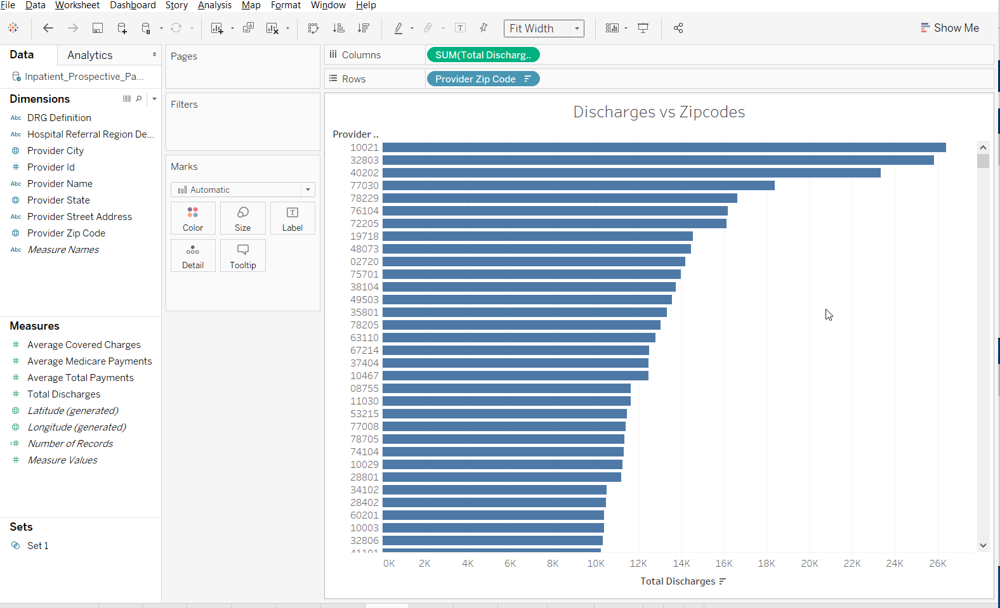 File Data Worksheet Dashboard Story Analysis Map Format Window Help
Fit Width
Show Me
Data Analytics
Inpatient_Prospective_Pa...
Dimensions
Abc DRG Definition
Abc Hospital Referral Region De...
Provider City
# Provider Id
Abc Provider Name
Provider State
Abc Provider Street Address
Provider Zip Code
Abc Measure Names
Measures
# Average Covered Charges
# Average Medicare Payments
# Average Total Payments
# Total Discharges
Latitude (generated)
Longitude (generated)
=# Number of Records
# Measure Values
Sets
Set 1
Pages
Filters
Marks
Automatic
Color Size T Label
Detail Tooltip
Columns SUM(Total Discharg..
Rows Provider Zip Code
Discharges vs Zipcodes
Provider ..
10021
32803
40202
77030
78229
76104
72205
19718
48073
02720
75701
38104
49503
35801
78205
63110
67214
37404
10467
08755
11030
53215
77008
78705
74104
10029
28801
34102
28402
60201
10003
32806
41101
0K 2K 4K 6K 8K 10K 12K 14K 16K 18K 20K 22K 24K 26K
Total Discharges